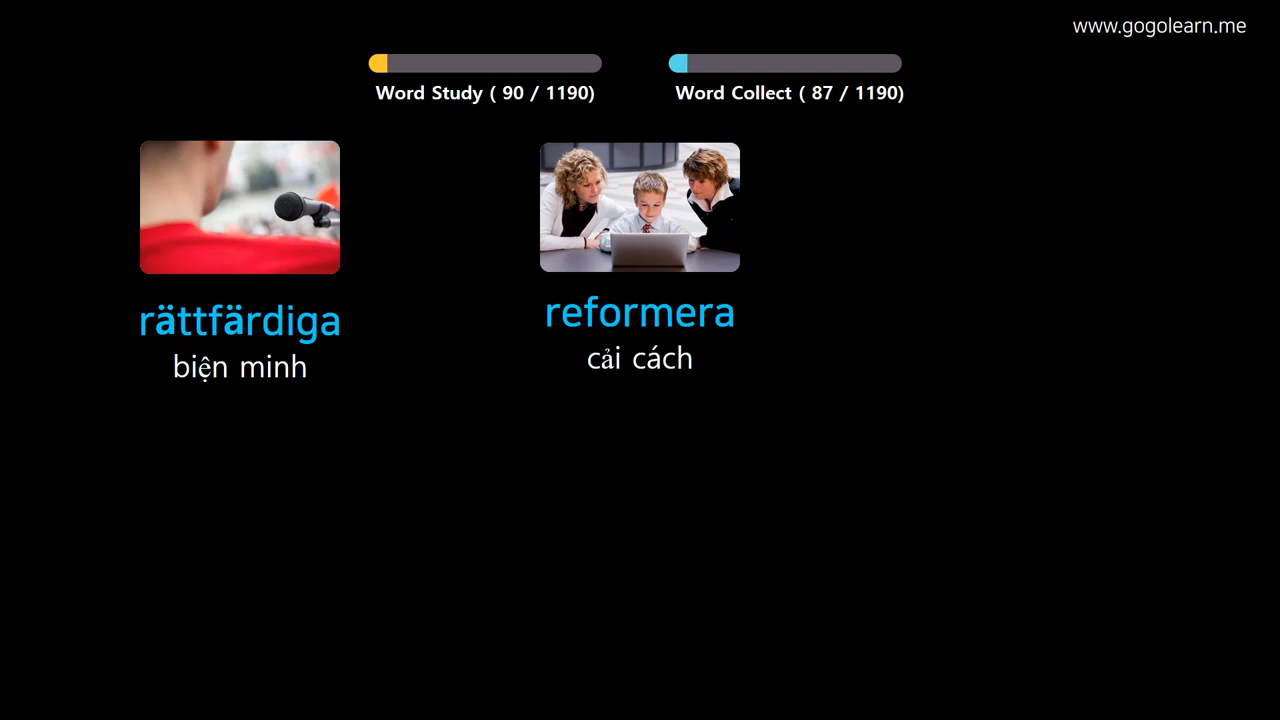 www.gogolearn.me
Word Study ( 90 / 1190)
Word Collect ( 87 / 1190)
rättfärdiga
biện minh
reformera
cải cách